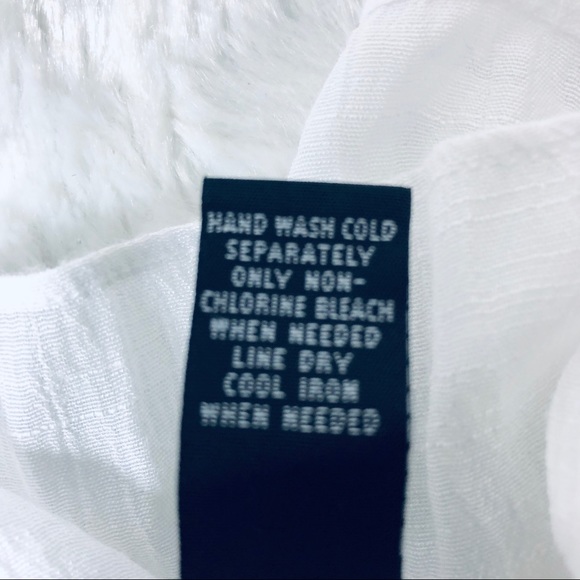 HAND WASH COLD
SEPARATELY
ONLY NON-
CHLORINE BLEACH
WHEN NEEDED
LINE DRY
COOL IRON
WHEN NEEDED